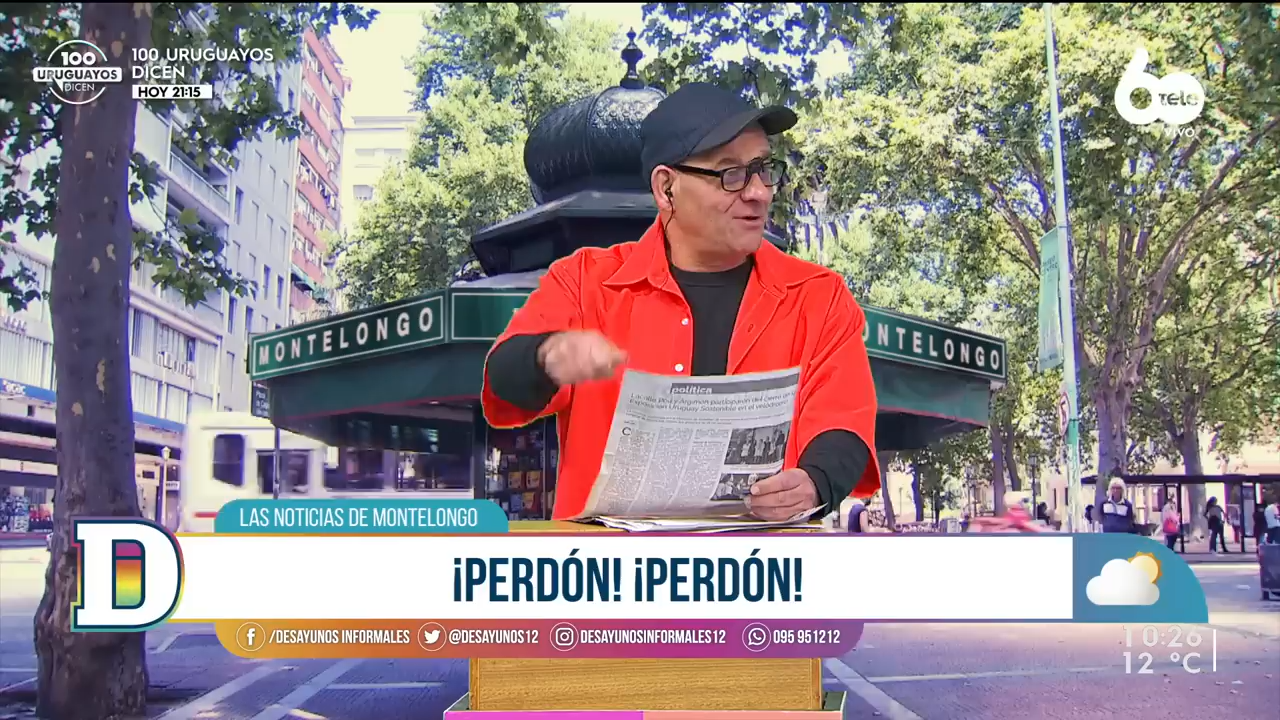 100
URUGUAYOS
DICEN
100 URUGUAYOS
DICEN
HOY 21:15
60
TELE
VIVO
MONTELONGO
MONTELONGO
política
LAS NOTICIAS DE MONTELONGO
D
¡PERDÓN! ¡PERDÓN!
/DESAYUNOS INFORMALES
@DESAYUNOS12
DESAYUNOSINFORMALES12
095 951212
10:26
12 °C